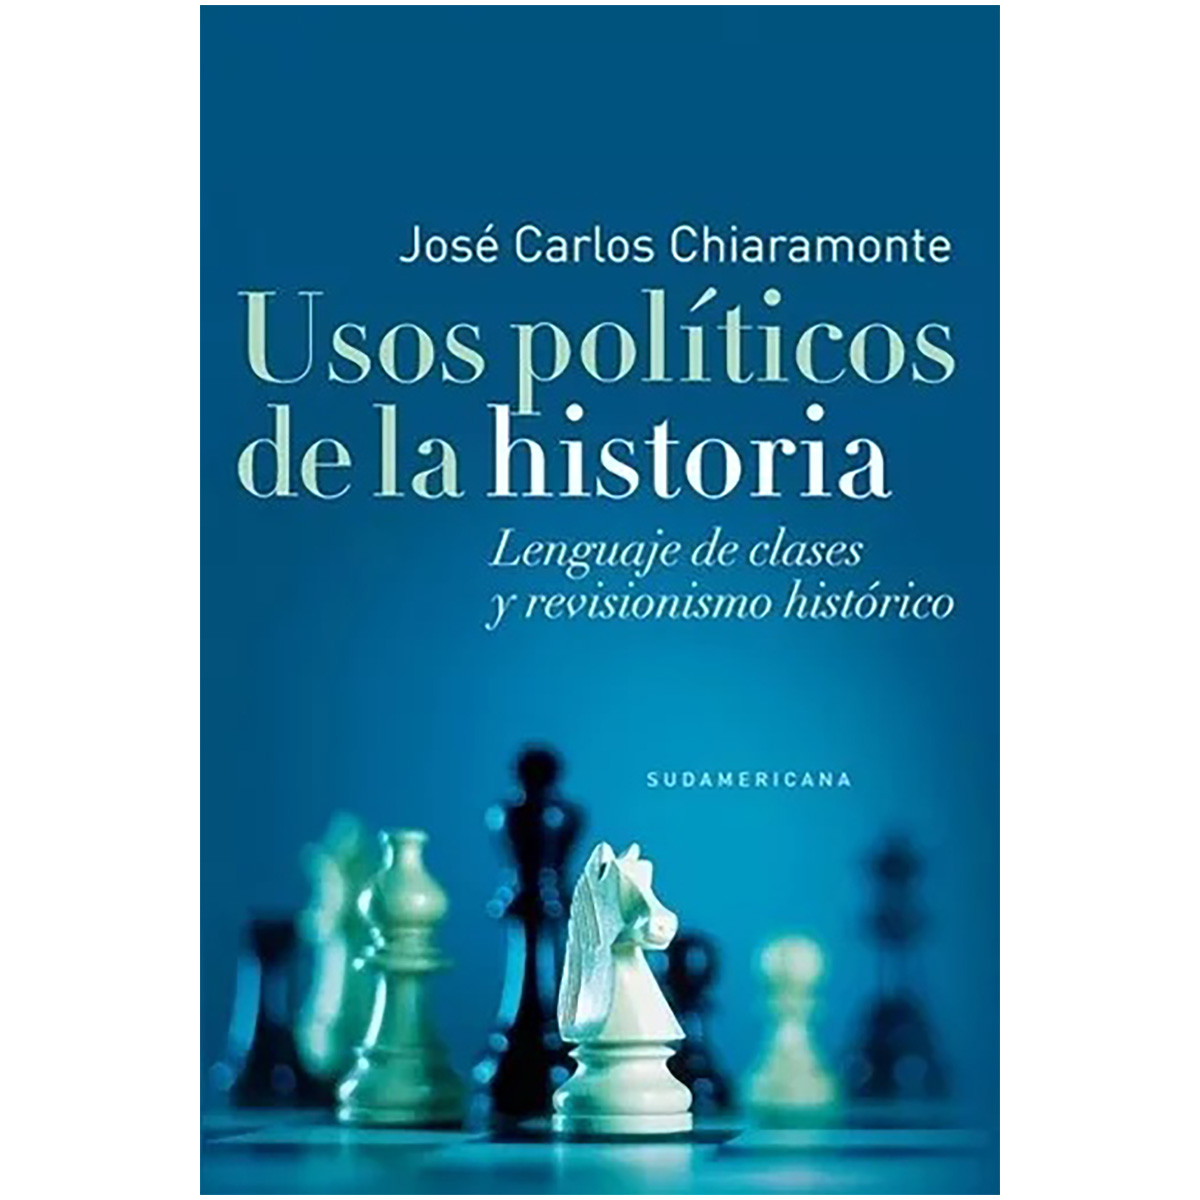 José Carlos Chiaramonte
Usos políticos
de la historia
Lenguaje de clases
y revisionismo histórico
SUDAMERICANA